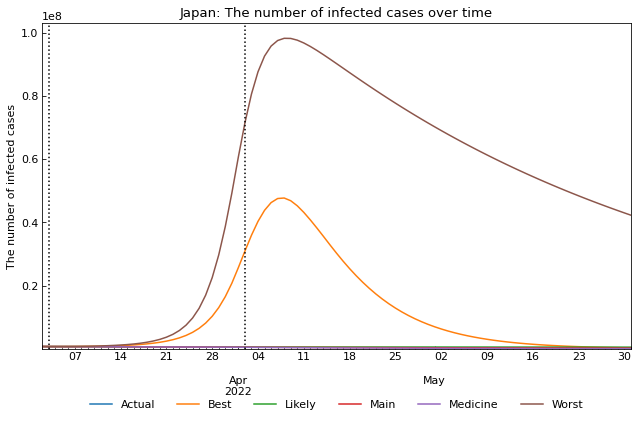 Japan: The number of infected cases over time
1e8
1.0
0.8
0.6
0.4
0.2
The number of infected cases
07 14 21 28 04 11 18 25 02 09 16 23 30
Apr May
2022
Actual Best Likely Main Medicine Worst